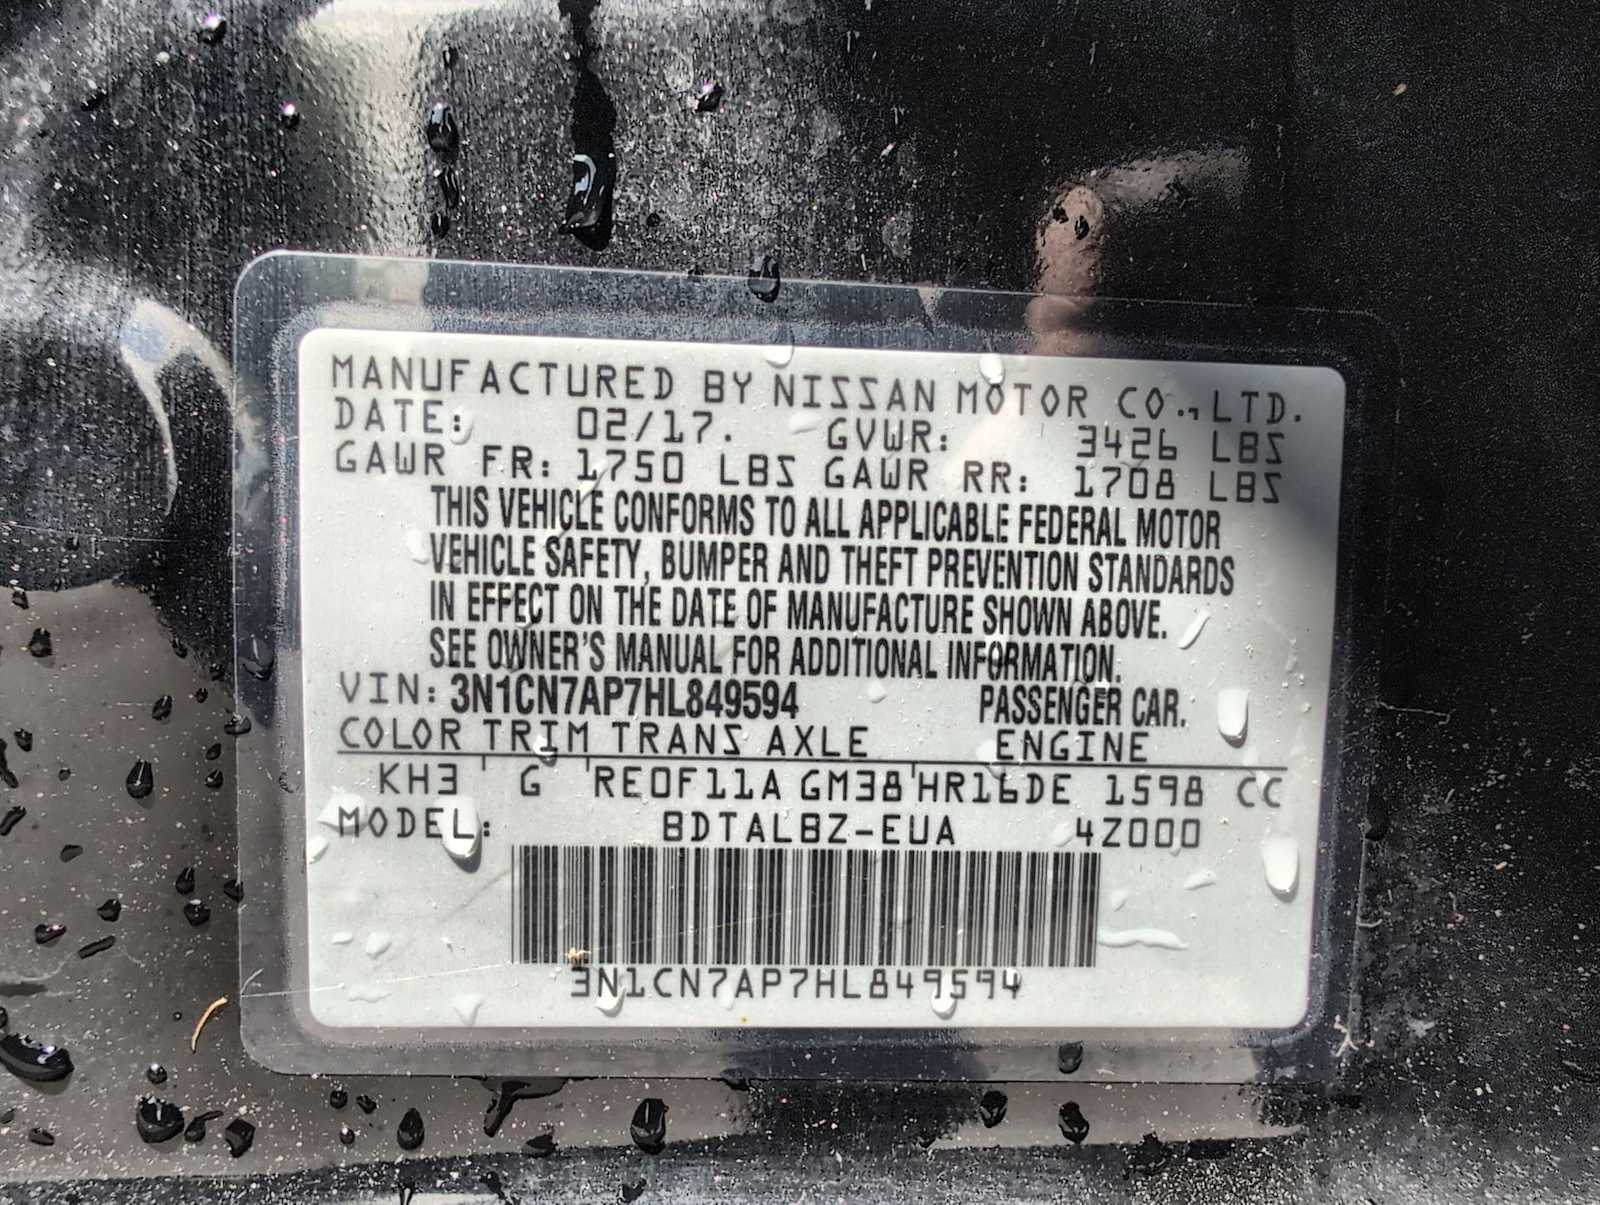 MANUFACTURED BY NISSAN MOTOR CO., LTD.
DATE: 02/17. GVWR: 3426 LBS
GAWR FR: 1750 LBS GAWR RR: 1708 LBS
THIS VEHICLE CONFORMS TO ALL APPLICABLE FEDERAL MOTOR
VEHICLE SAFETY, BUMPER AND THEFT PREVENTION STANDARDS
IN EFFECT ON THE DATE OF MANUFACTURE SHOWN ABOVE.
SEE OWNER'S MANUAL FOR ADDITIONAL INFORMATION.
VIN: 3N1CN7AP7HL849594 PASSENGER CAR.
COLOR TRIM TRANS AXLE ENGINE
KH3 G RE0F11A GM38 HR16DE 1598 CC
MODEL: BDTALBZ-EUA 4Z000
3N1CN7AP7HL849594